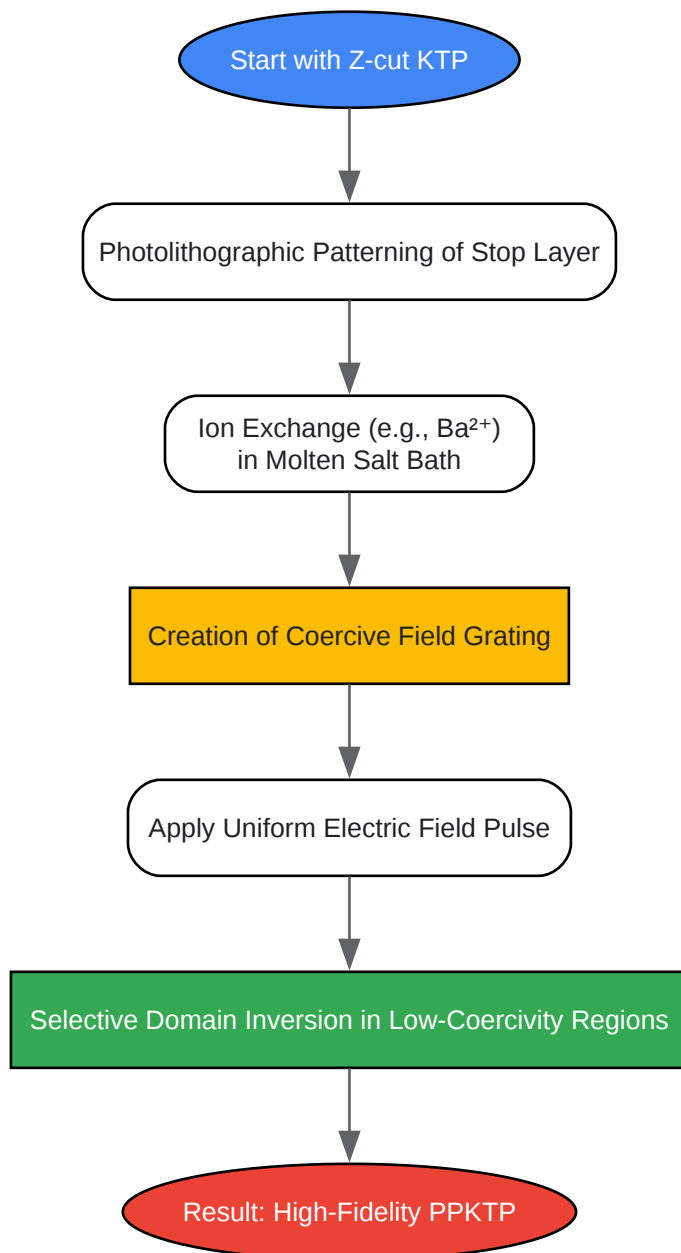 Start with Z-cut KTP
Photolithographic Patterning of Stop Layer
Ion Exchange (e.g., Ba²⁺)
in Molten Salt Bath
Creation of Coercive Field Grating
Apply Uniform Electric Field Pulse
Selective Domain Inversion in Low-Coercivity Regions
Result: High-Fidelity PPKTP